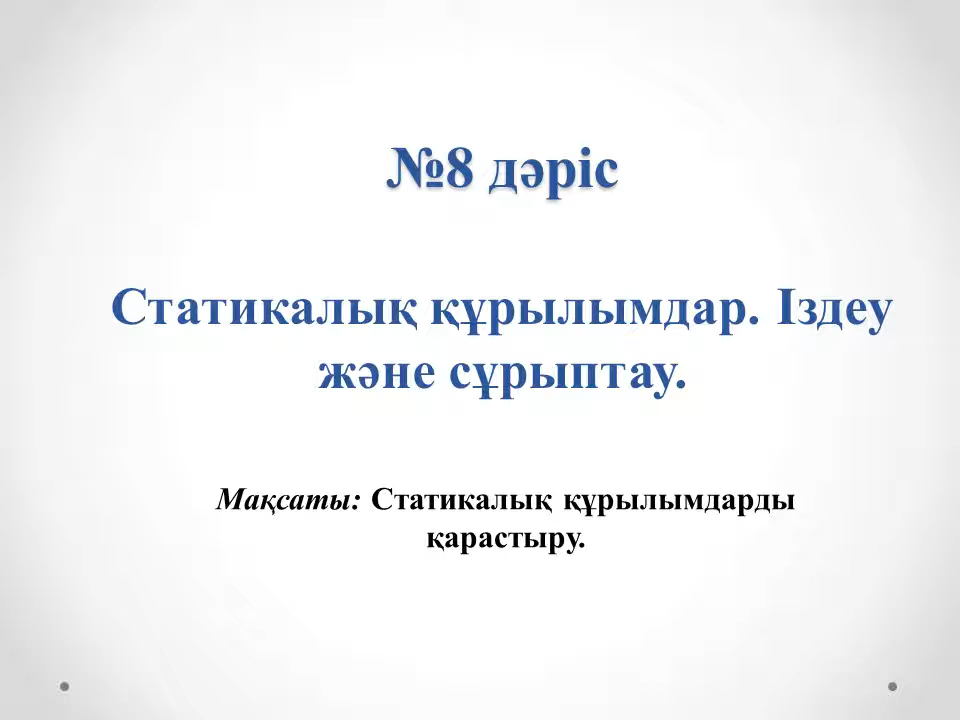 №8 дәріс
Статикалық құрылымдар. Іздеу
және сұрыптау.
Мақсаты: Статикалық құрылымдарды
қарастыру.